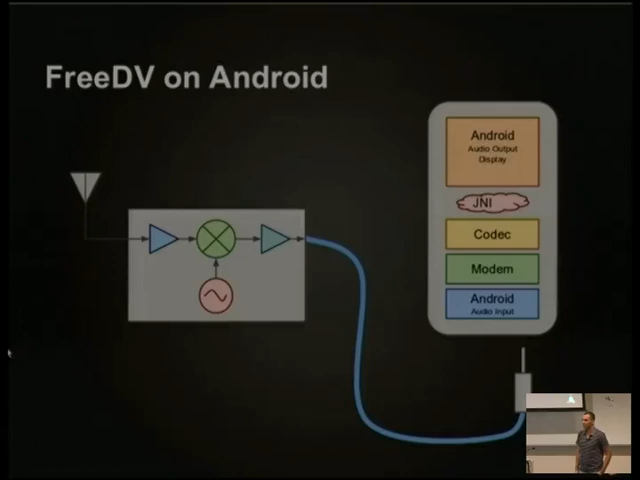 FreeDV on Android
Android
Audio Output
Display
JNI
Codec
Modem
Android
Audio Input